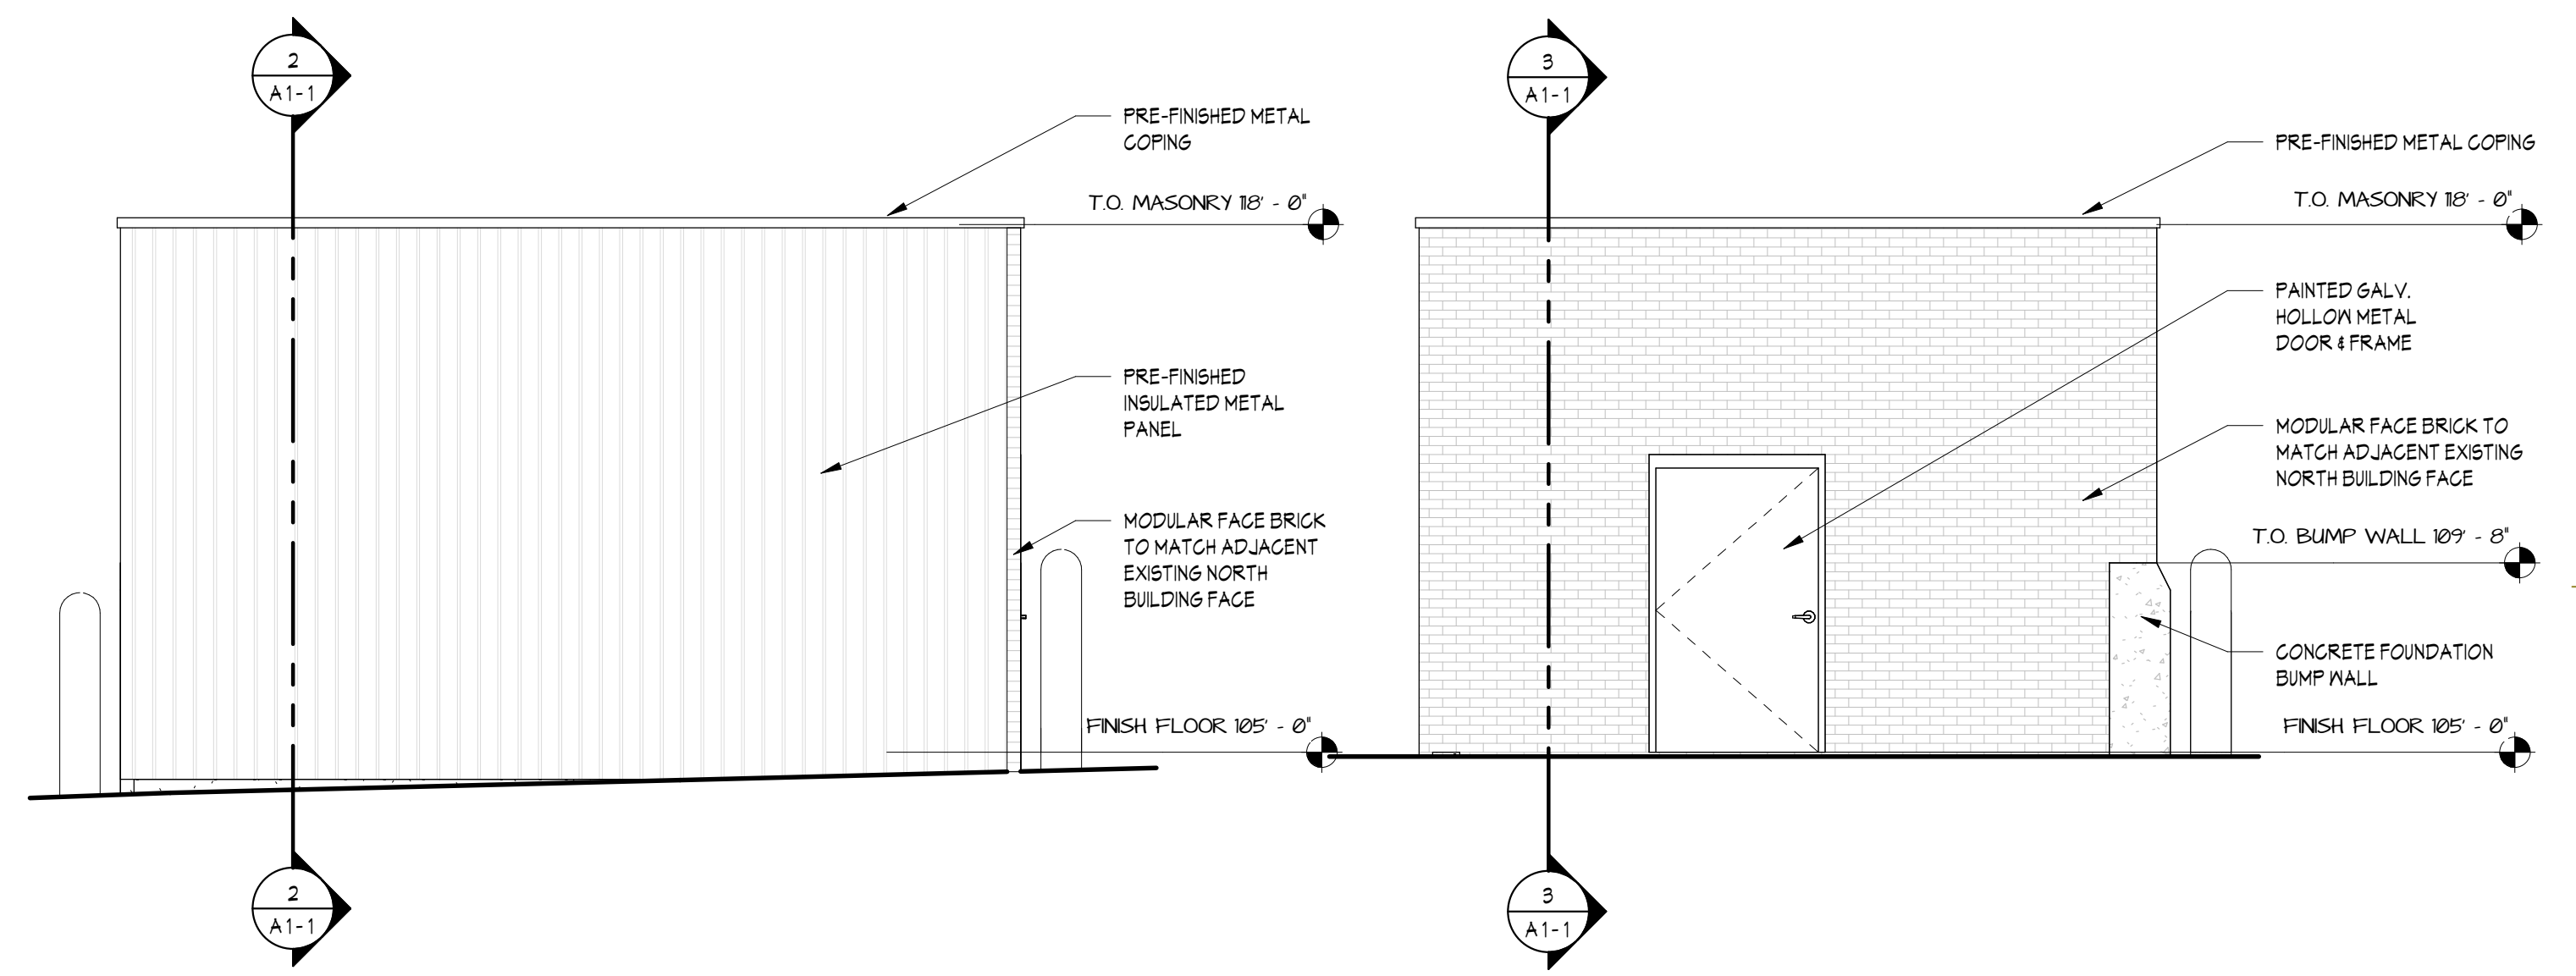 2
A1-1
PRE-FINISHED METAL
COPING
T.O. MASONRY 118' - 0"
PRE-FINISHED
INSULATED METAL
PANEL
MODULAR FACE BRICK
TO MATCH ADJACENT
EXISTING NORTH
BUILDING FACE
FINISH FLOOR 105' - 0"
2
A1-1
3
A1-1
PRE-FINISHED METAL COPING
T.O. MASONRY 118' - 0"
PAINTED GALV.
HOLLOW METAL
DOOR & FRAME
MODULAR FACE BRICK TO
MATCH ADJACENT EXISTING
NORTH BUILDING FACE
T.O. BUMP WALL 109' - 8"
CONCRETE FOUNDATION
BUMP WALL
FINISH FLOOR 105' - 0"
3
A1-1